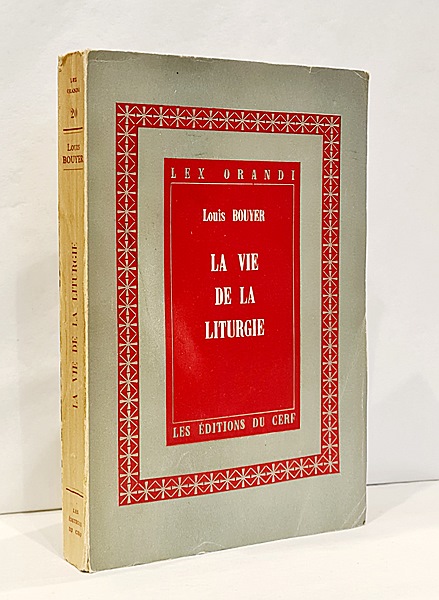 LES
ORANDI
20
LOUIS
BOUYER
LA VIE DE LA LITURGIE
LES
ÉDITIONS
DU CERF
LEX ORANDI
Louis BOUYER
LA VIE
DE LA
LITURGIE
LES ÉDITIONS DU CERF